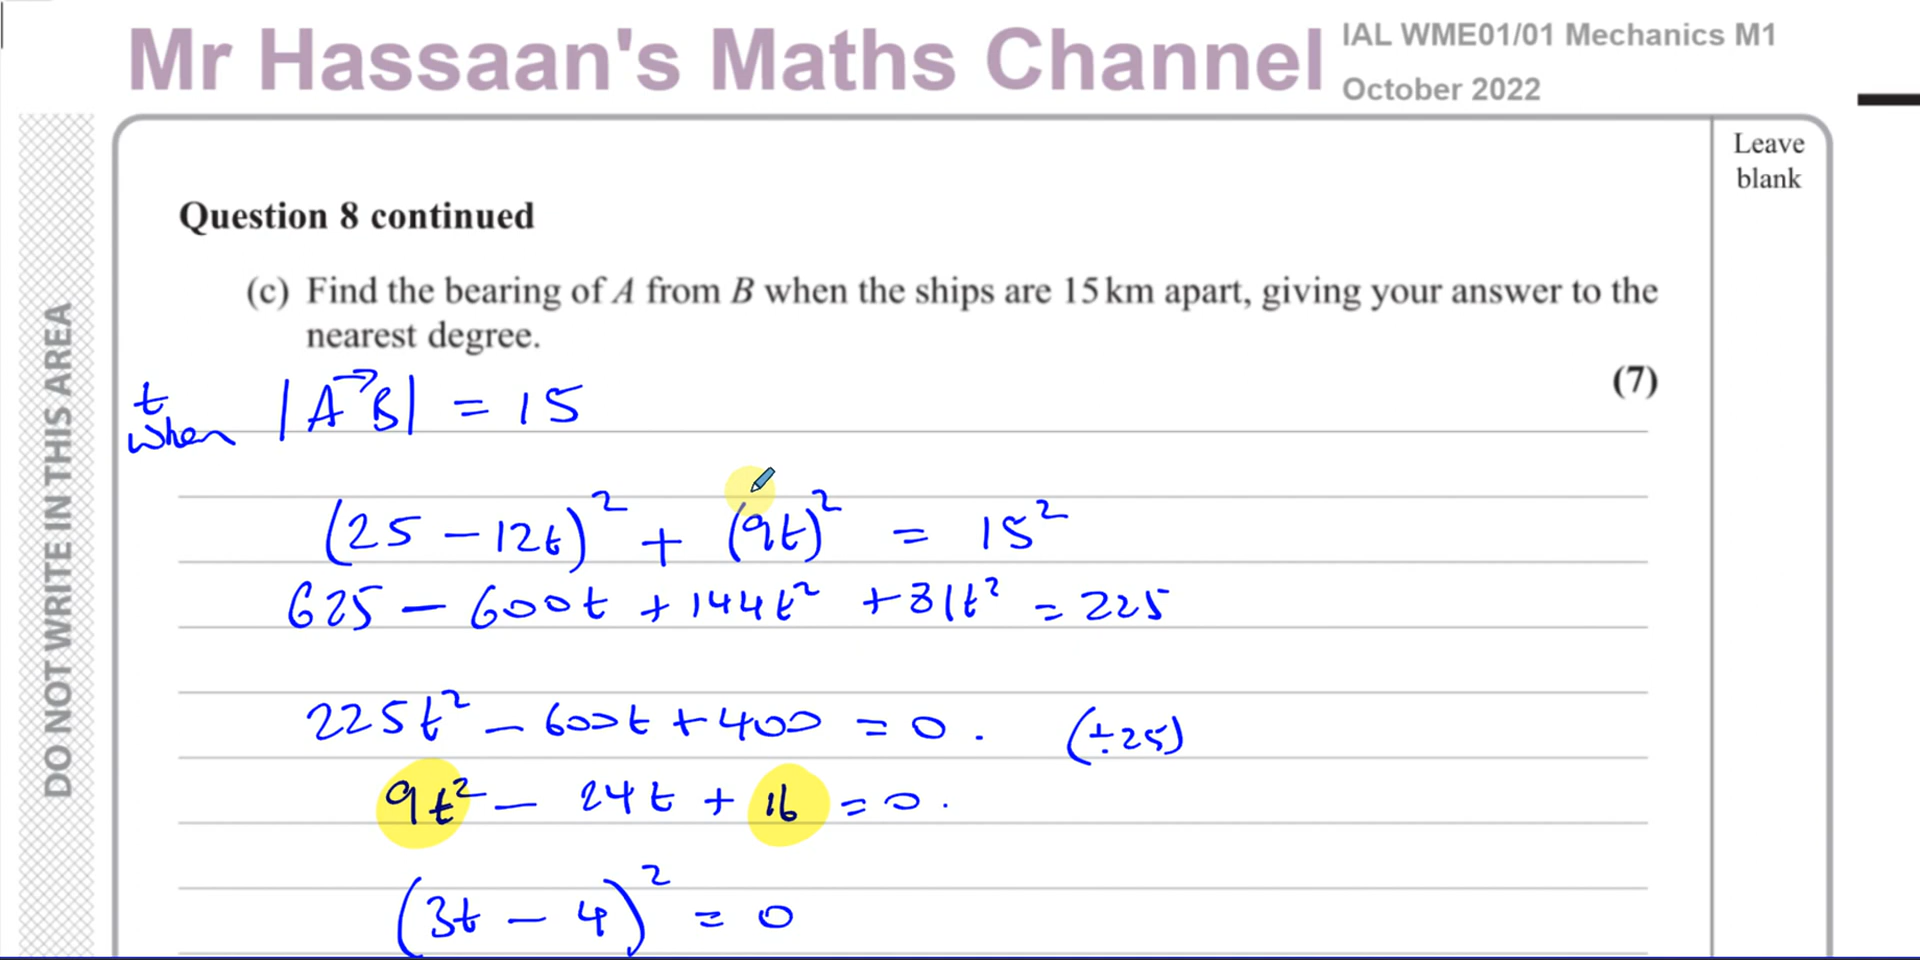 Mr Hassaan's Maths Channel
IAL WME01/01 Mechanics M1
October 2022
Leave
blank
DO NOT WRITE IN THIS AREA
Question 8 continued
(c) Find the bearing of A from B when the ships are 15 km apart, giving your answer to the
nearest degree.
(7)
t
when |AB→| = 15
(25 - 12t)² + (9t)² = 15²
625 - 600t + 144t² + 81t² = 225
225t² - 600t + 400 = 0. (÷25)
9t² - 24t + 16 = 0.
(3t - 4)² = 0